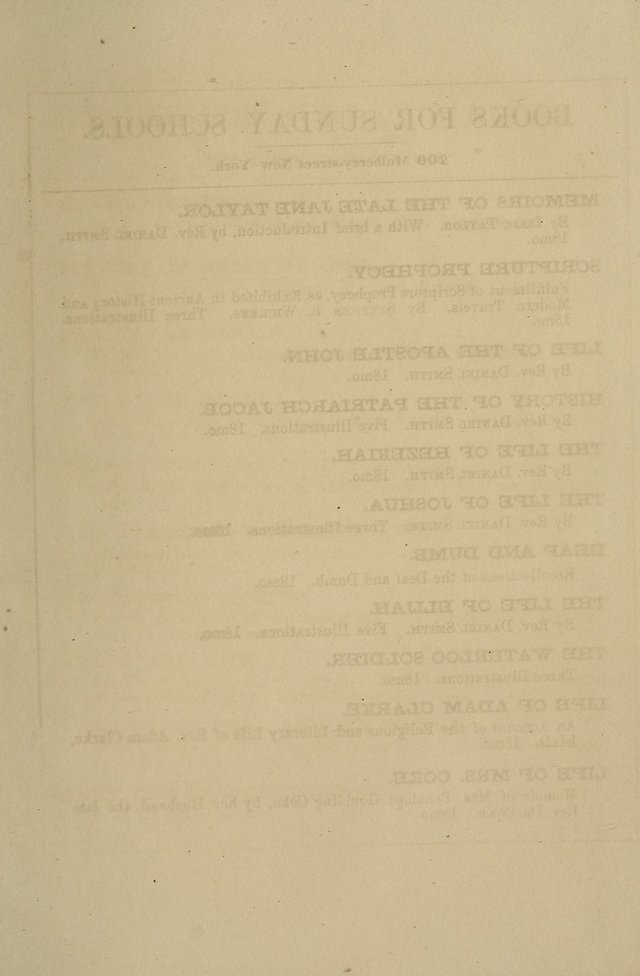 BOOKS FOR SUNDAY SCHOOLS.
200 Mulberry-street New York.
MEMOIRS OF THE LATE JANE TAYLOR.
By ISAAC TAYLOR. With a brief Introduction, by Rev. DANIEL SMITH.
18mo.
SCRIPTURE PROPHECY.
Fulfillment of Scripture Prophecy, as Exhibited in Ancient History and
Modern Travels. By STEPHEN B. WICKENS. Three Illustrations.
18mo.
LIFE OF THE APOSTLE JOHN.
By Rev. DANIEL SMITH. 18mo.
HISTORY OF THE PATRIARCH JACOB.
By Rev. DANIEL SMITH. Five Illustrations. 18mo.
THE LIFE OF HEZEKIAH.
By Rev. DANIEL SMITH. 18mo.
THE LIFE OF JOSHUA.
By Rev. DANIEL SMITH. Three Illustrations. 18mo.
DEAF AND DUMB.
Recollections of the Deaf and Dumb. 18mo.
THE LIFE OF ELIJAH.
By Rev. DANIEL SMITH. Five Illustrations. 18mo.
THE WATERLOO SOLDIER.
Three Illustrations. 18mo.
LIFE OF ADAM CLARKE.
An Account of the Religious and Literary Life of Rev. Adam Clarke,
LL.D. 18mo.
LIFE OF MRS. COKE.
Memoir of Mrs. Penelope Goulding Coke, by her Husband, the late
Rev. Dr. COKE. 18mo.